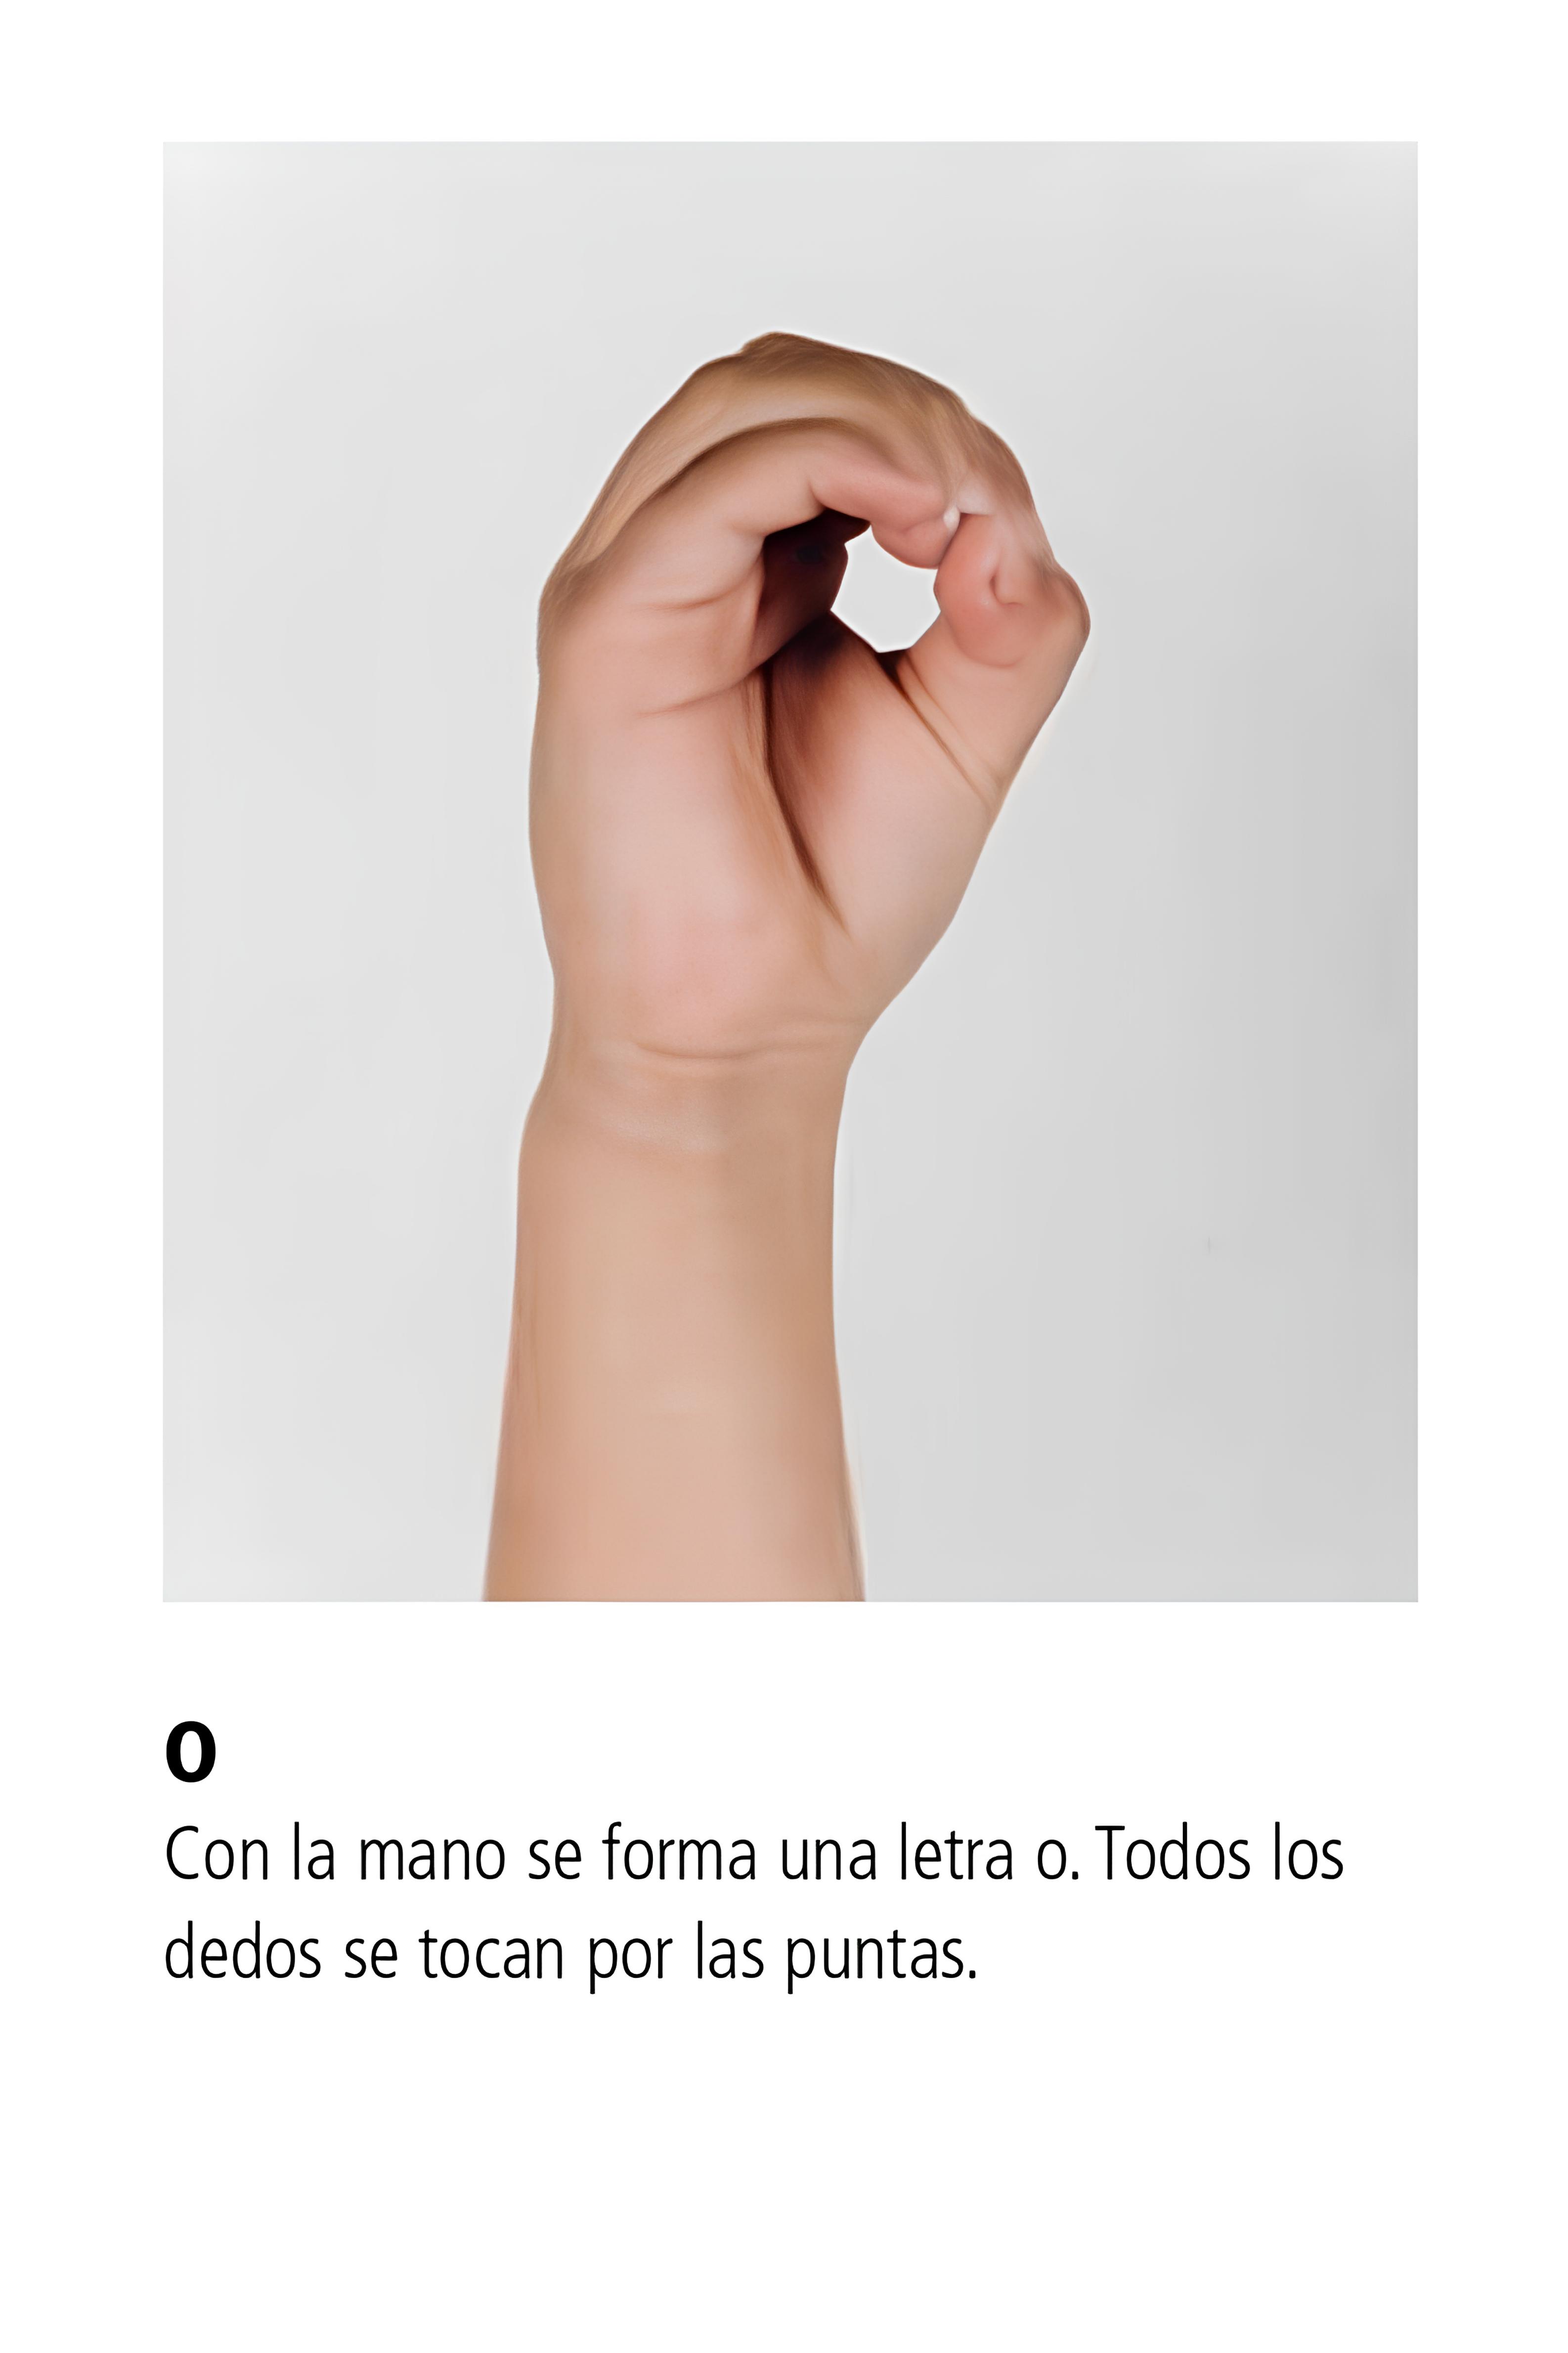 o
Con la mano se forma una letra o. Todos los
dedos se tocan por las puntas.